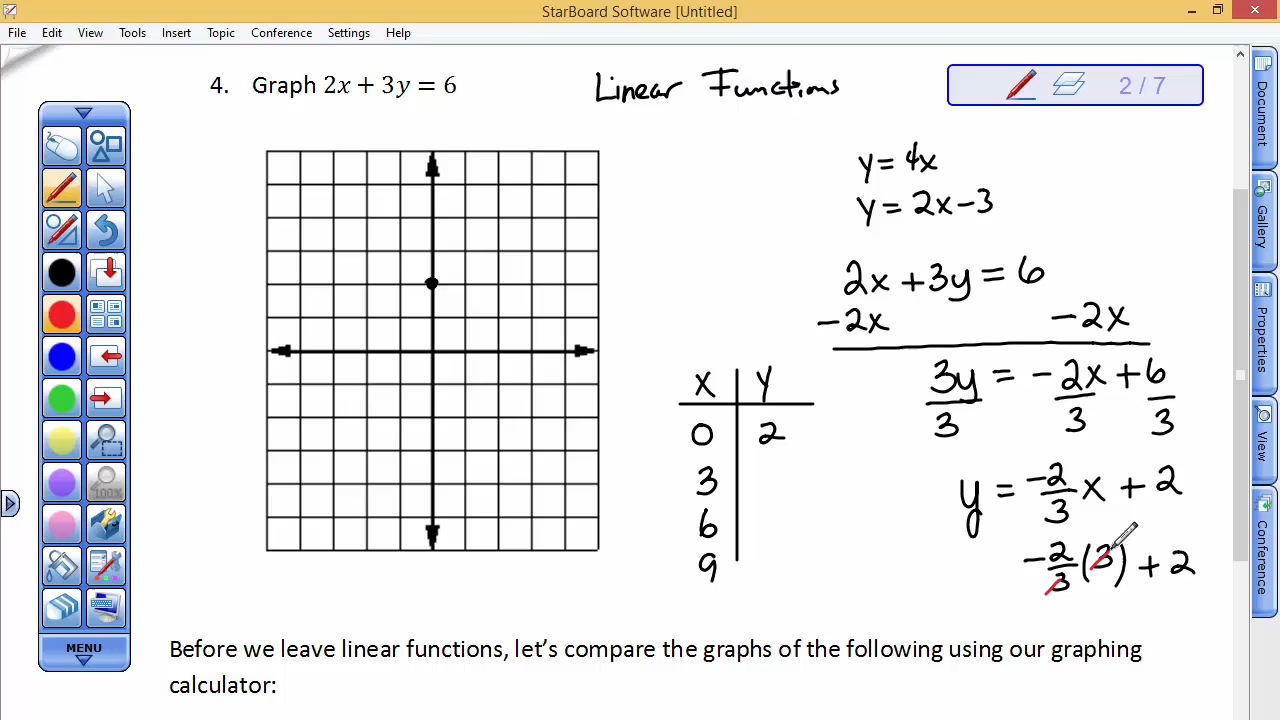 StarBoard Software [Untitled]
File Edit View Tools Insert Topic Conference Settings Help
4. Graph 2x + 3y = 6
Linear Functions
2 / 7
y = 4x
y = 2x - 3
2x + 3y = 6
-2x -2x
3y = -2x + 6
3 3 3
y = -2/3 x + 2
-2/3 (3) + 2
X Y
0 2
3
6
9
100%
MENU
Before we leave linear functions, let’s compare the graphs of the following using our graphing
calculator:
Document
Gallery
Properties
View
Conference